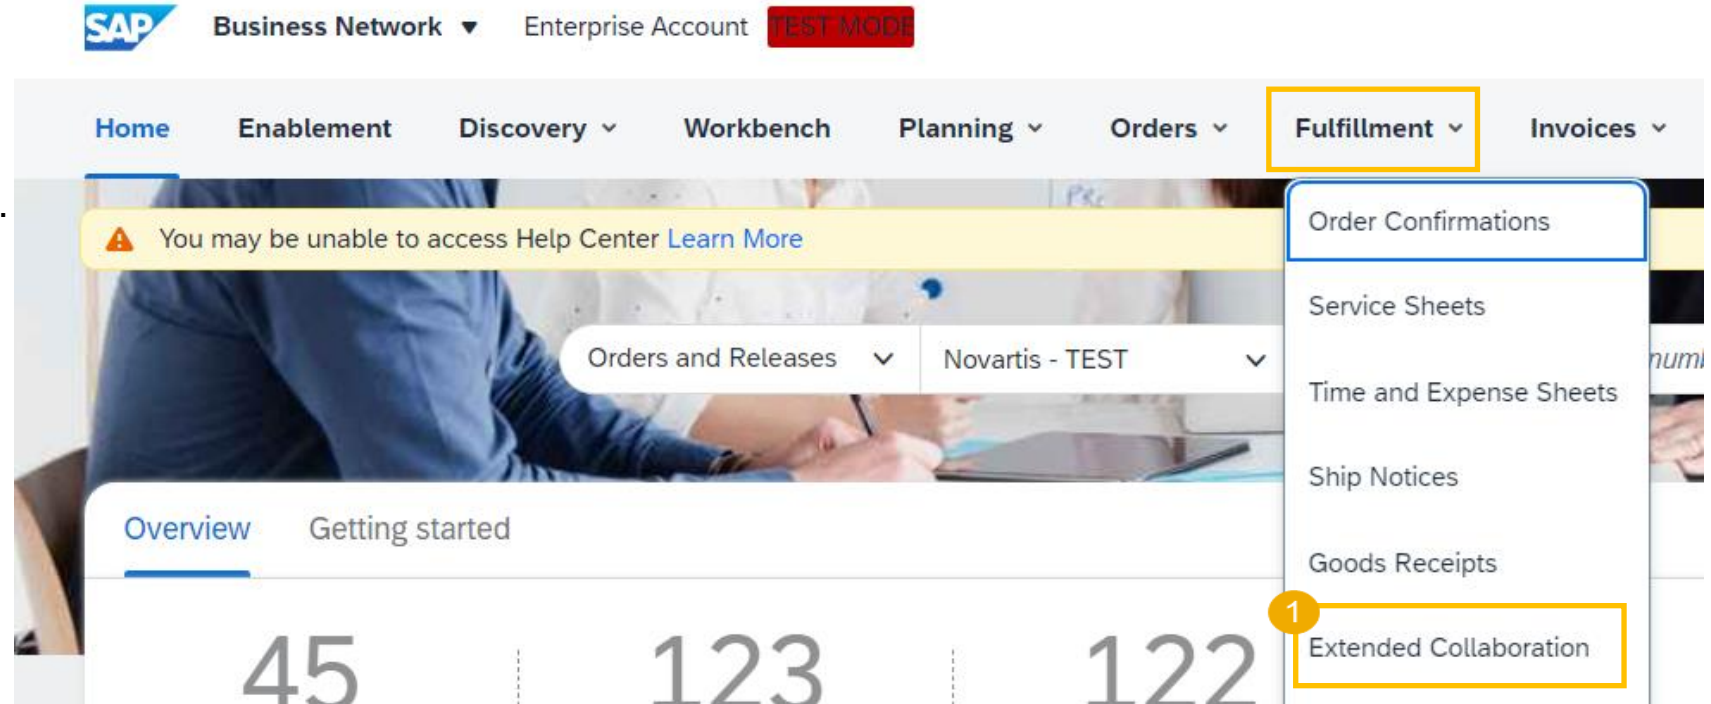 SAP Business Network Enterprise Account TEST MODE
Home Enablement Discovery Workbench Planning Orders Fulfillment Invoices
Order Confirmations
You may be unable to access Help Center Learn More
Service Sheets
Orders and Releases Novartis - TEST
Time and Expense Sheets
Ship Notices
Overview Getting started
Goods Receipts
1
Extended Collaboration
45 123 122